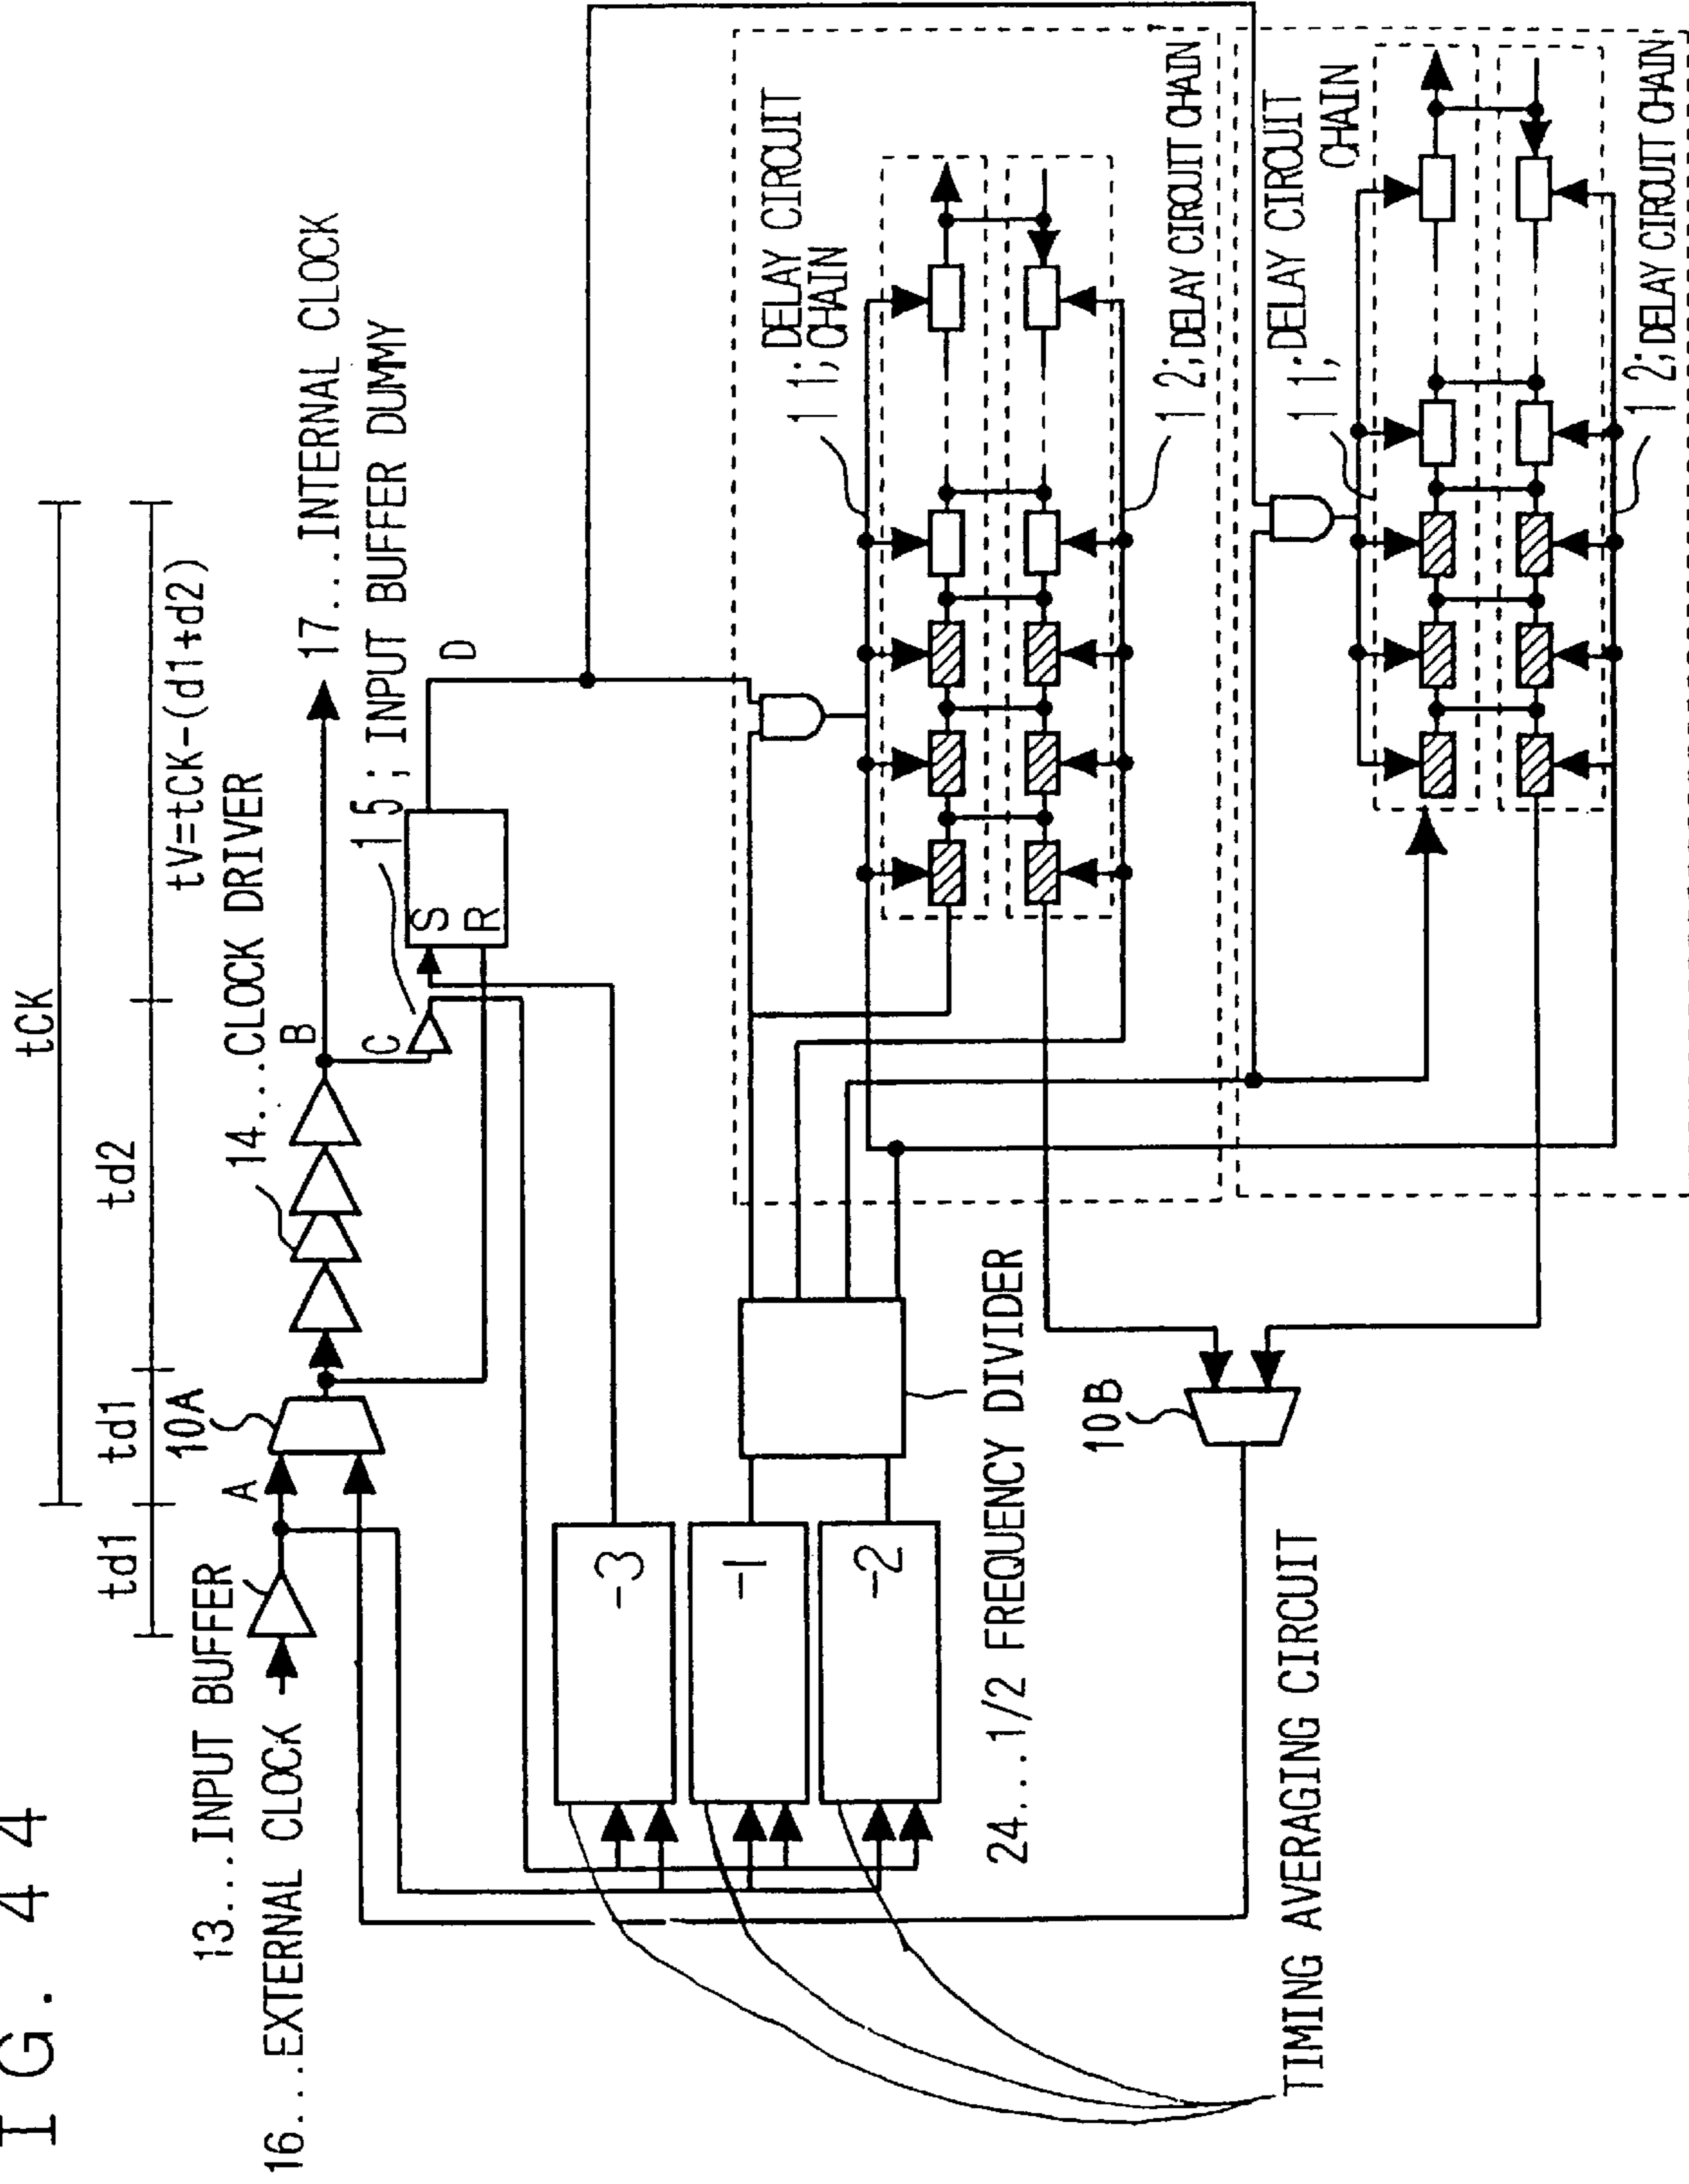 I G. 4 4
tCK
td1
td1
td2
tV=tCK-(d1+d2)
13...INPUT BUFFER
16...EXTERNAL CLOCK
A
10A
14...CLOCK DRIVER
B
C
17...INTERNAL CLOCK
15; INPUT BUFFER DUMMY
S
R
D
-3
-1
-2
24....1/2 FREQUENCY DIVIDER
10B
TIMING AVERAGING CIRCUIT
11; DELAY CIRCUIT
CHAIN
12; DELAY CIRCUIT CHAIN
11; DELAY CIRCUIT
CHAIN
12; DELAY CIRCUIT CHAIN